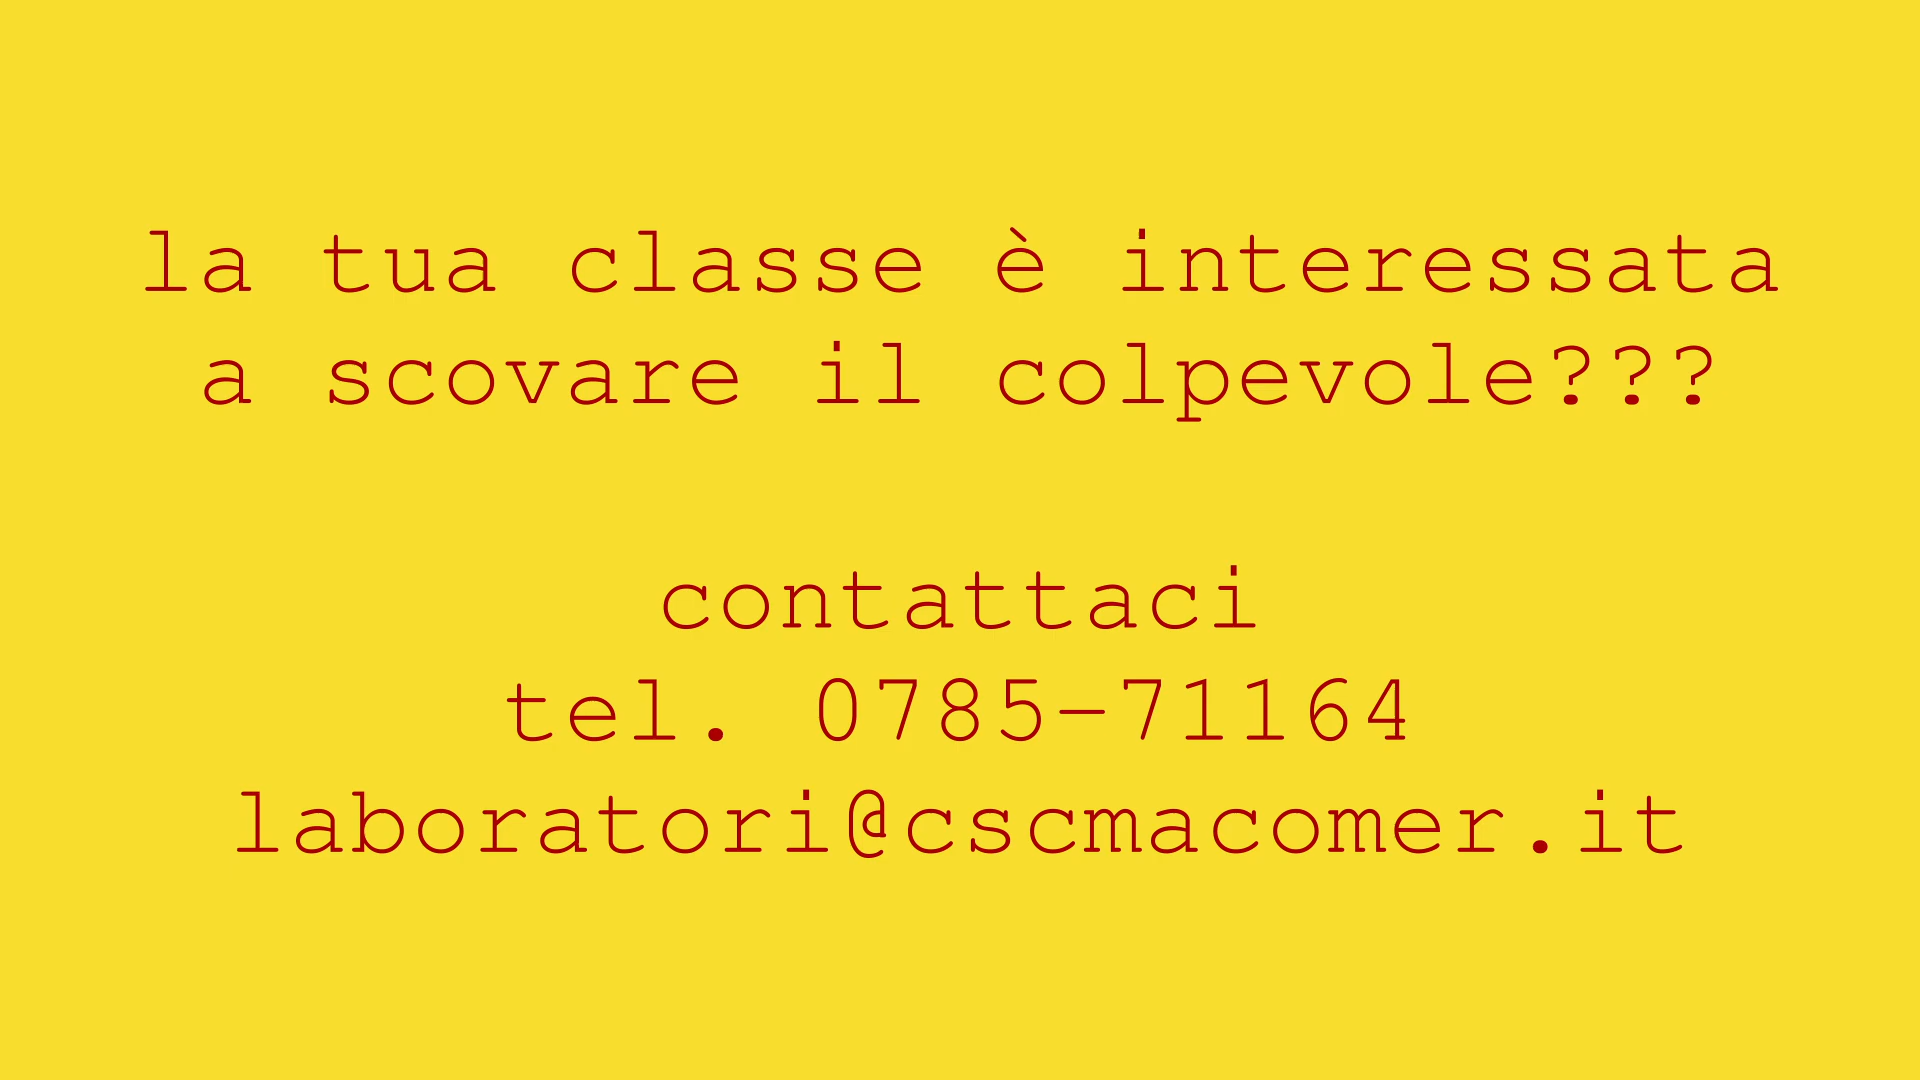 la tua classe è interessata
a scovare il colpevole???
contattaci
tel. 0785-71164
laboratori@cscmacomer.it